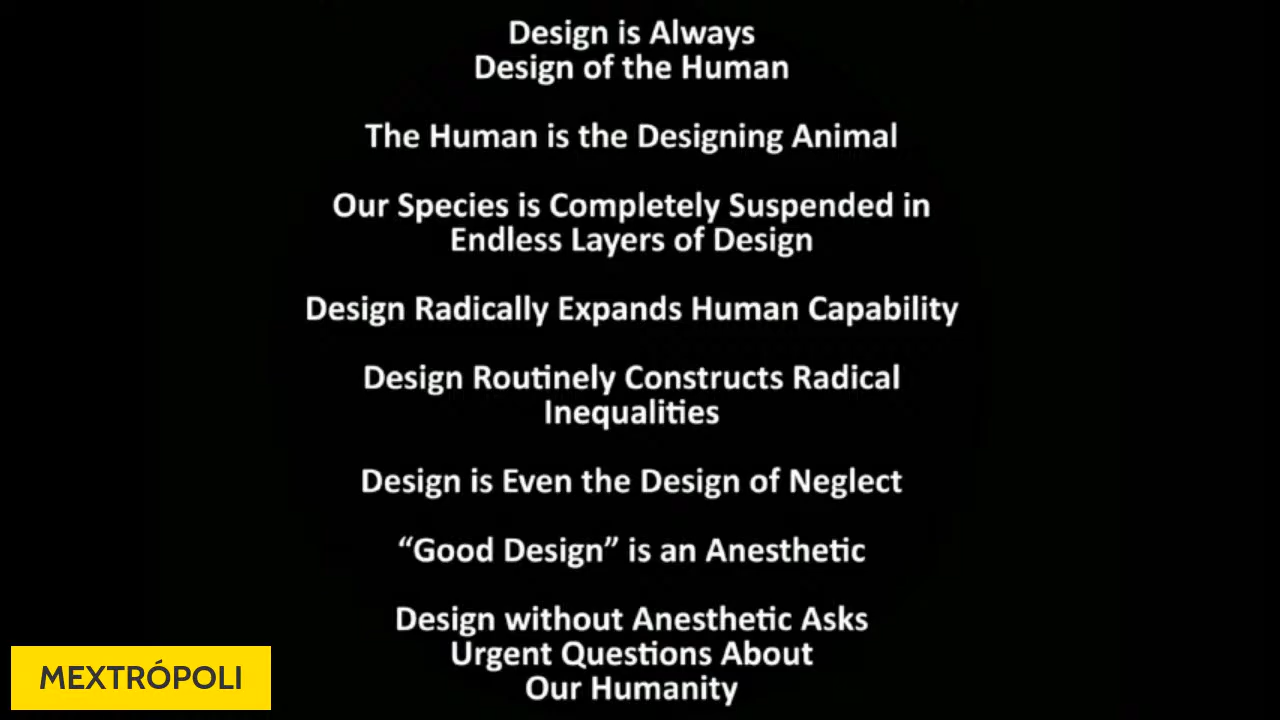 Design is Always
Design of the Human
The Human is the Designing Animal
Our Species is Completely Suspended in
Endless Layers of Design
Design Radically Expands Human Capability
Design Routinely Constructs Radical
Inequalities
Design is Even the Design of Neglect
“Good Design” is an Anesthetic
Design without Anesthetic Asks
Urgent Questions About
Our Humanity
MEXTRÓPOLI